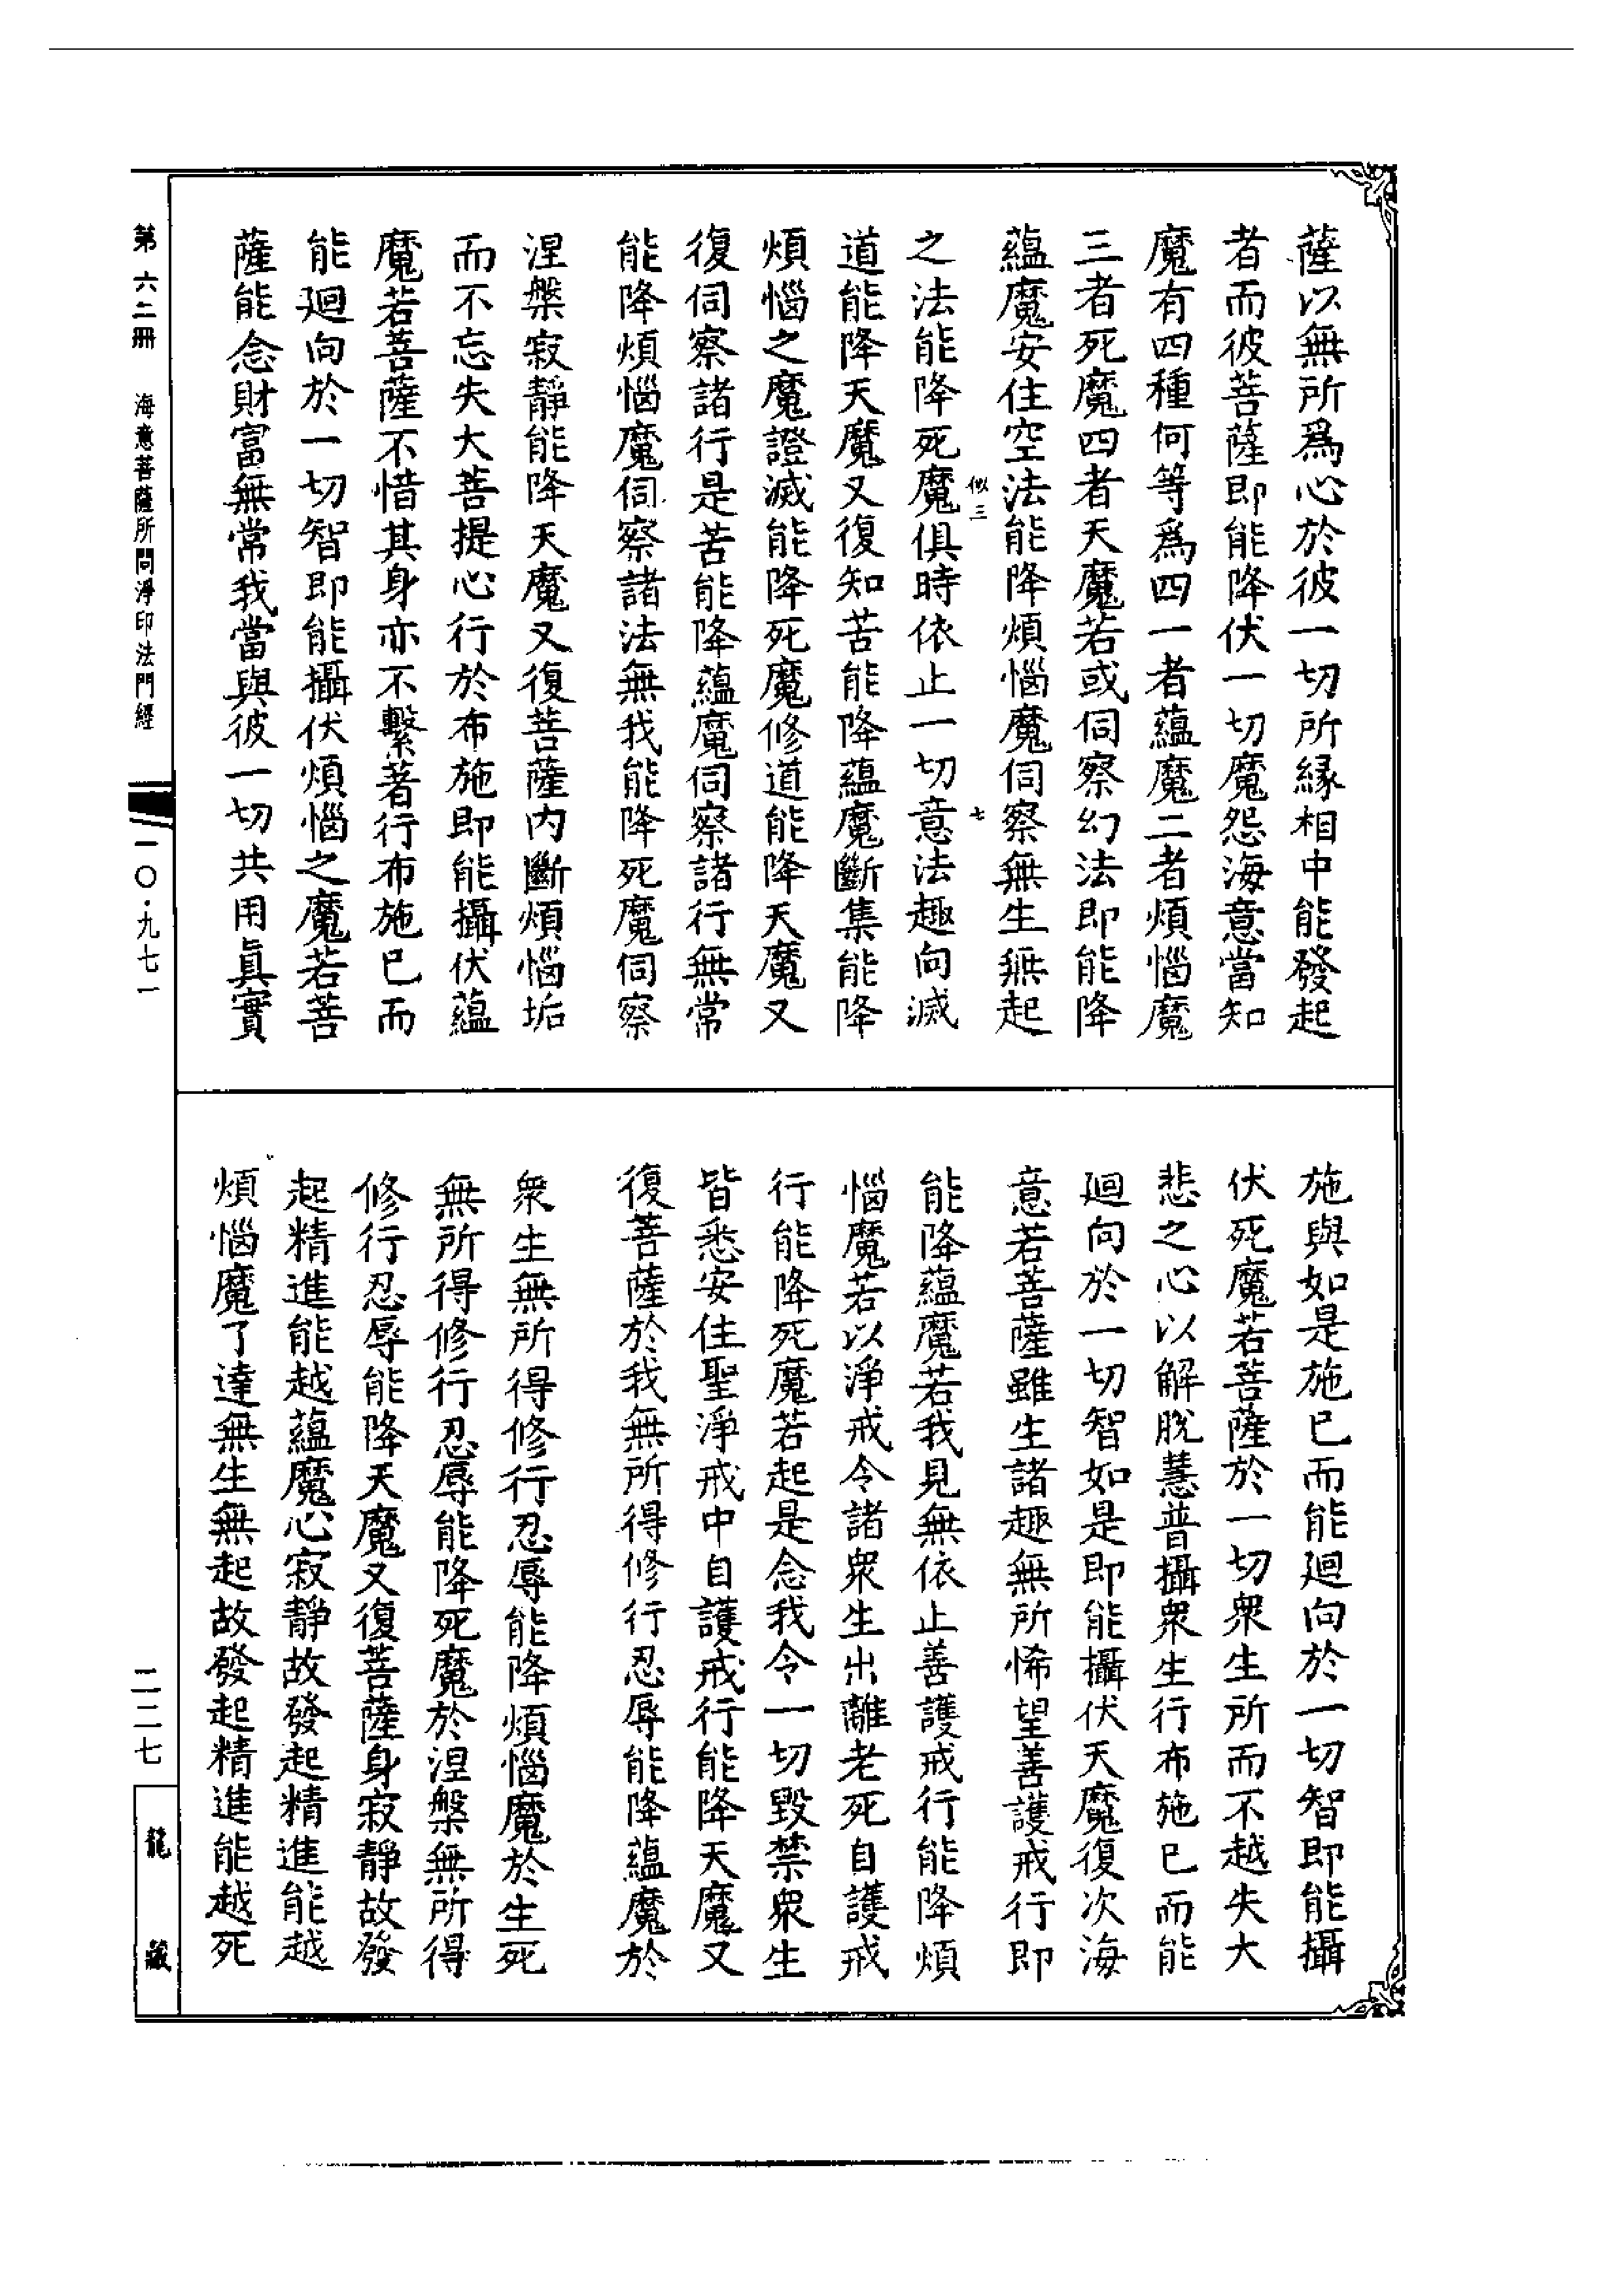 薩以無所爲心於彼一切所緣相中能發起
者而彼菩薩即能降伏一切魔怨海意當知
魔有四種何等爲四一者蘊魔二者煩惱魔
三者死魔四者天魔若或伺察幻法即能降
蘊魔安住空法能降煩惱魔伺察無生無起
似三 七
之法能降死魔俱時依止一切意法趣向滅
道能降天魔又復知苦能降蘊魔斷集能降
煩惱之魔證滅能降死魔修道能降天魔又
復伺察諸行是苦能降蘊魔伺察諸行無常
能降煩惱魔伺察諸法無我能降死魔伺察
涅槃寂靜能降天魔又復菩薩内斷煩惱垢
而不忘失大菩提心行於布施即能攝伏蘊
魔若菩薩不惜其身亦不繫著行布施已而
能廻向於一切智即能攝伏煩惱之魔若菩
薩能念財富無常我當與彼一切共用眞實
施與如是施已而能廻向於一切智即能攝
伏死魔若菩薩於一切衆生所而不越失大
悲之心以解脫慧普攝衆生行布施已而能
廻向於一切智如是即能攝伏天魔復次海
意若菩薩雖生諸趣無所悕望善護戒行即
能降蘊魔若我見無依止善護戒行能降煩
惱魔若以淨戒令諸衆生出離老死自護戒
行能降死魔若起是念我令一切毀禁衆生
皆悉安住聖淨戒中自護戒行能降天魔又
復菩薩於我無所得修行忍辱能降蘊魔於
衆生無所得修行忍辱能降煩惱魔於生死
無所得修行忍辱能降死魔於涅槃無所得
修行忍辱能降天魔又復菩薩身寂靜故發
起精進能越蘊魔心寂靜故發起精進能越
煩惱魔了達無生無起故發起精進能越死
第六二册 海意菩薩所問淨印法門經
一〇·九七一
二二七
龍藏